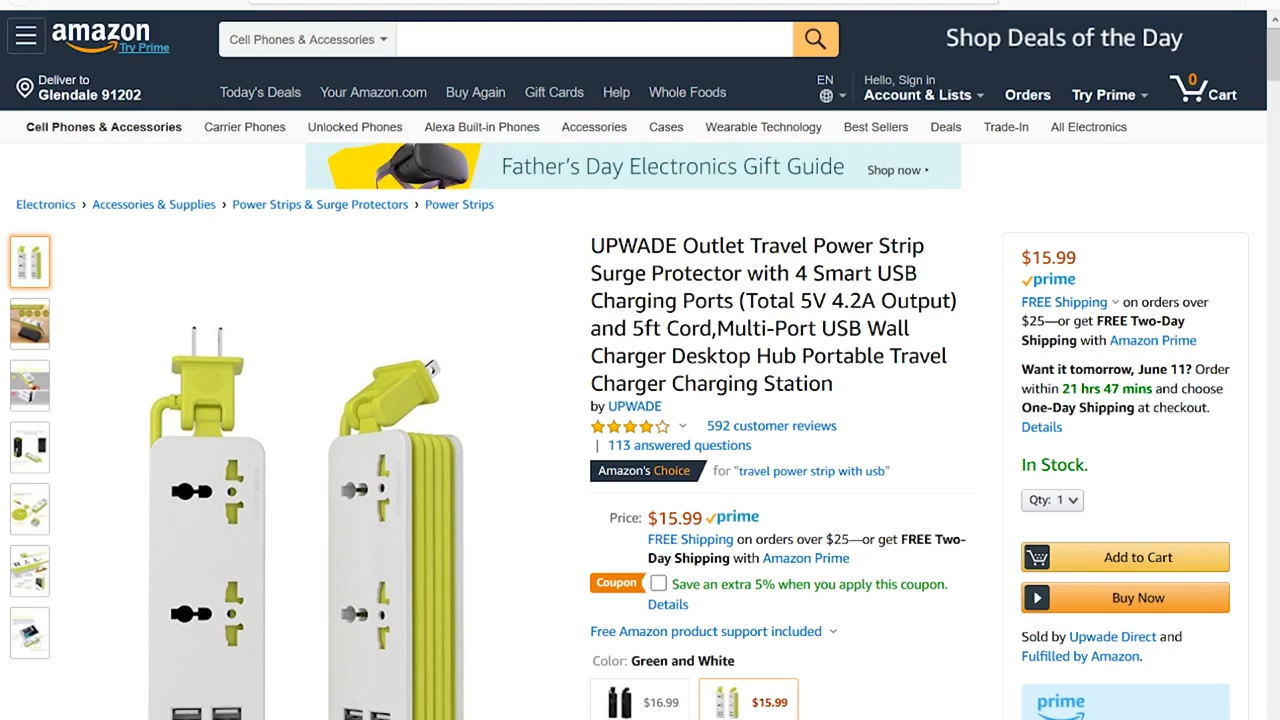 amazon
Try Prime
Cell Phones & Accessories
Shop Deals of the Day
Deliver to
Glendale 91202
Today's Deals Your Amazon.com Buy Again Gift Cards Help Whole Foods
EN
Hello, Sign in
Account & Lists
Orders
Try Prime
0
Cart
Cell Phones & Accessories Carrier Phones Unlocked Phones Alexa Built-in Phones Accessories Cases Wearable Technology Best Sellers Deals Trade-In All Electronics
Father's Day Electronics Gift Guide Shop now
Electronics › Accessories & Supplies › Power Strips & Surge Protectors › Power Strips
UPWADE Outlet Travel Power Strip
Surge Protector with 4 Smart USB
Charging Ports (Total 5V 4.2A Output)
and 5ft Cord,Multi-Port USB Wall
Charger Desktop Hub Portable Travel
Charger Charging Station
by UPWADE
592 customer reviews
| 113 answered questions
Amazon's Choice for "travel power strip with usb"
Price: $15.99 prime
FREE Shipping on orders over $25—or get FREE Two-
Day Shipping with Amazon Prime
Coupon Save an extra 5% when you apply this coupon.
Details
Free Amazon product support included
Color: Green and White
$16.99 $15.99
$15.99
prime
FREE Shipping on orders over
$25—or get FREE Two-Day
Shipping with Amazon Prime
Want it tomorrow, June 11? Order
within 21 hrs 47 mins and choose
One-Day Shipping at checkout.
Details
In Stock.
Qty: 1
Add to Cart
Buy Now
Sold by Upwade Direct and
Fulfilled by Amazon.
prime